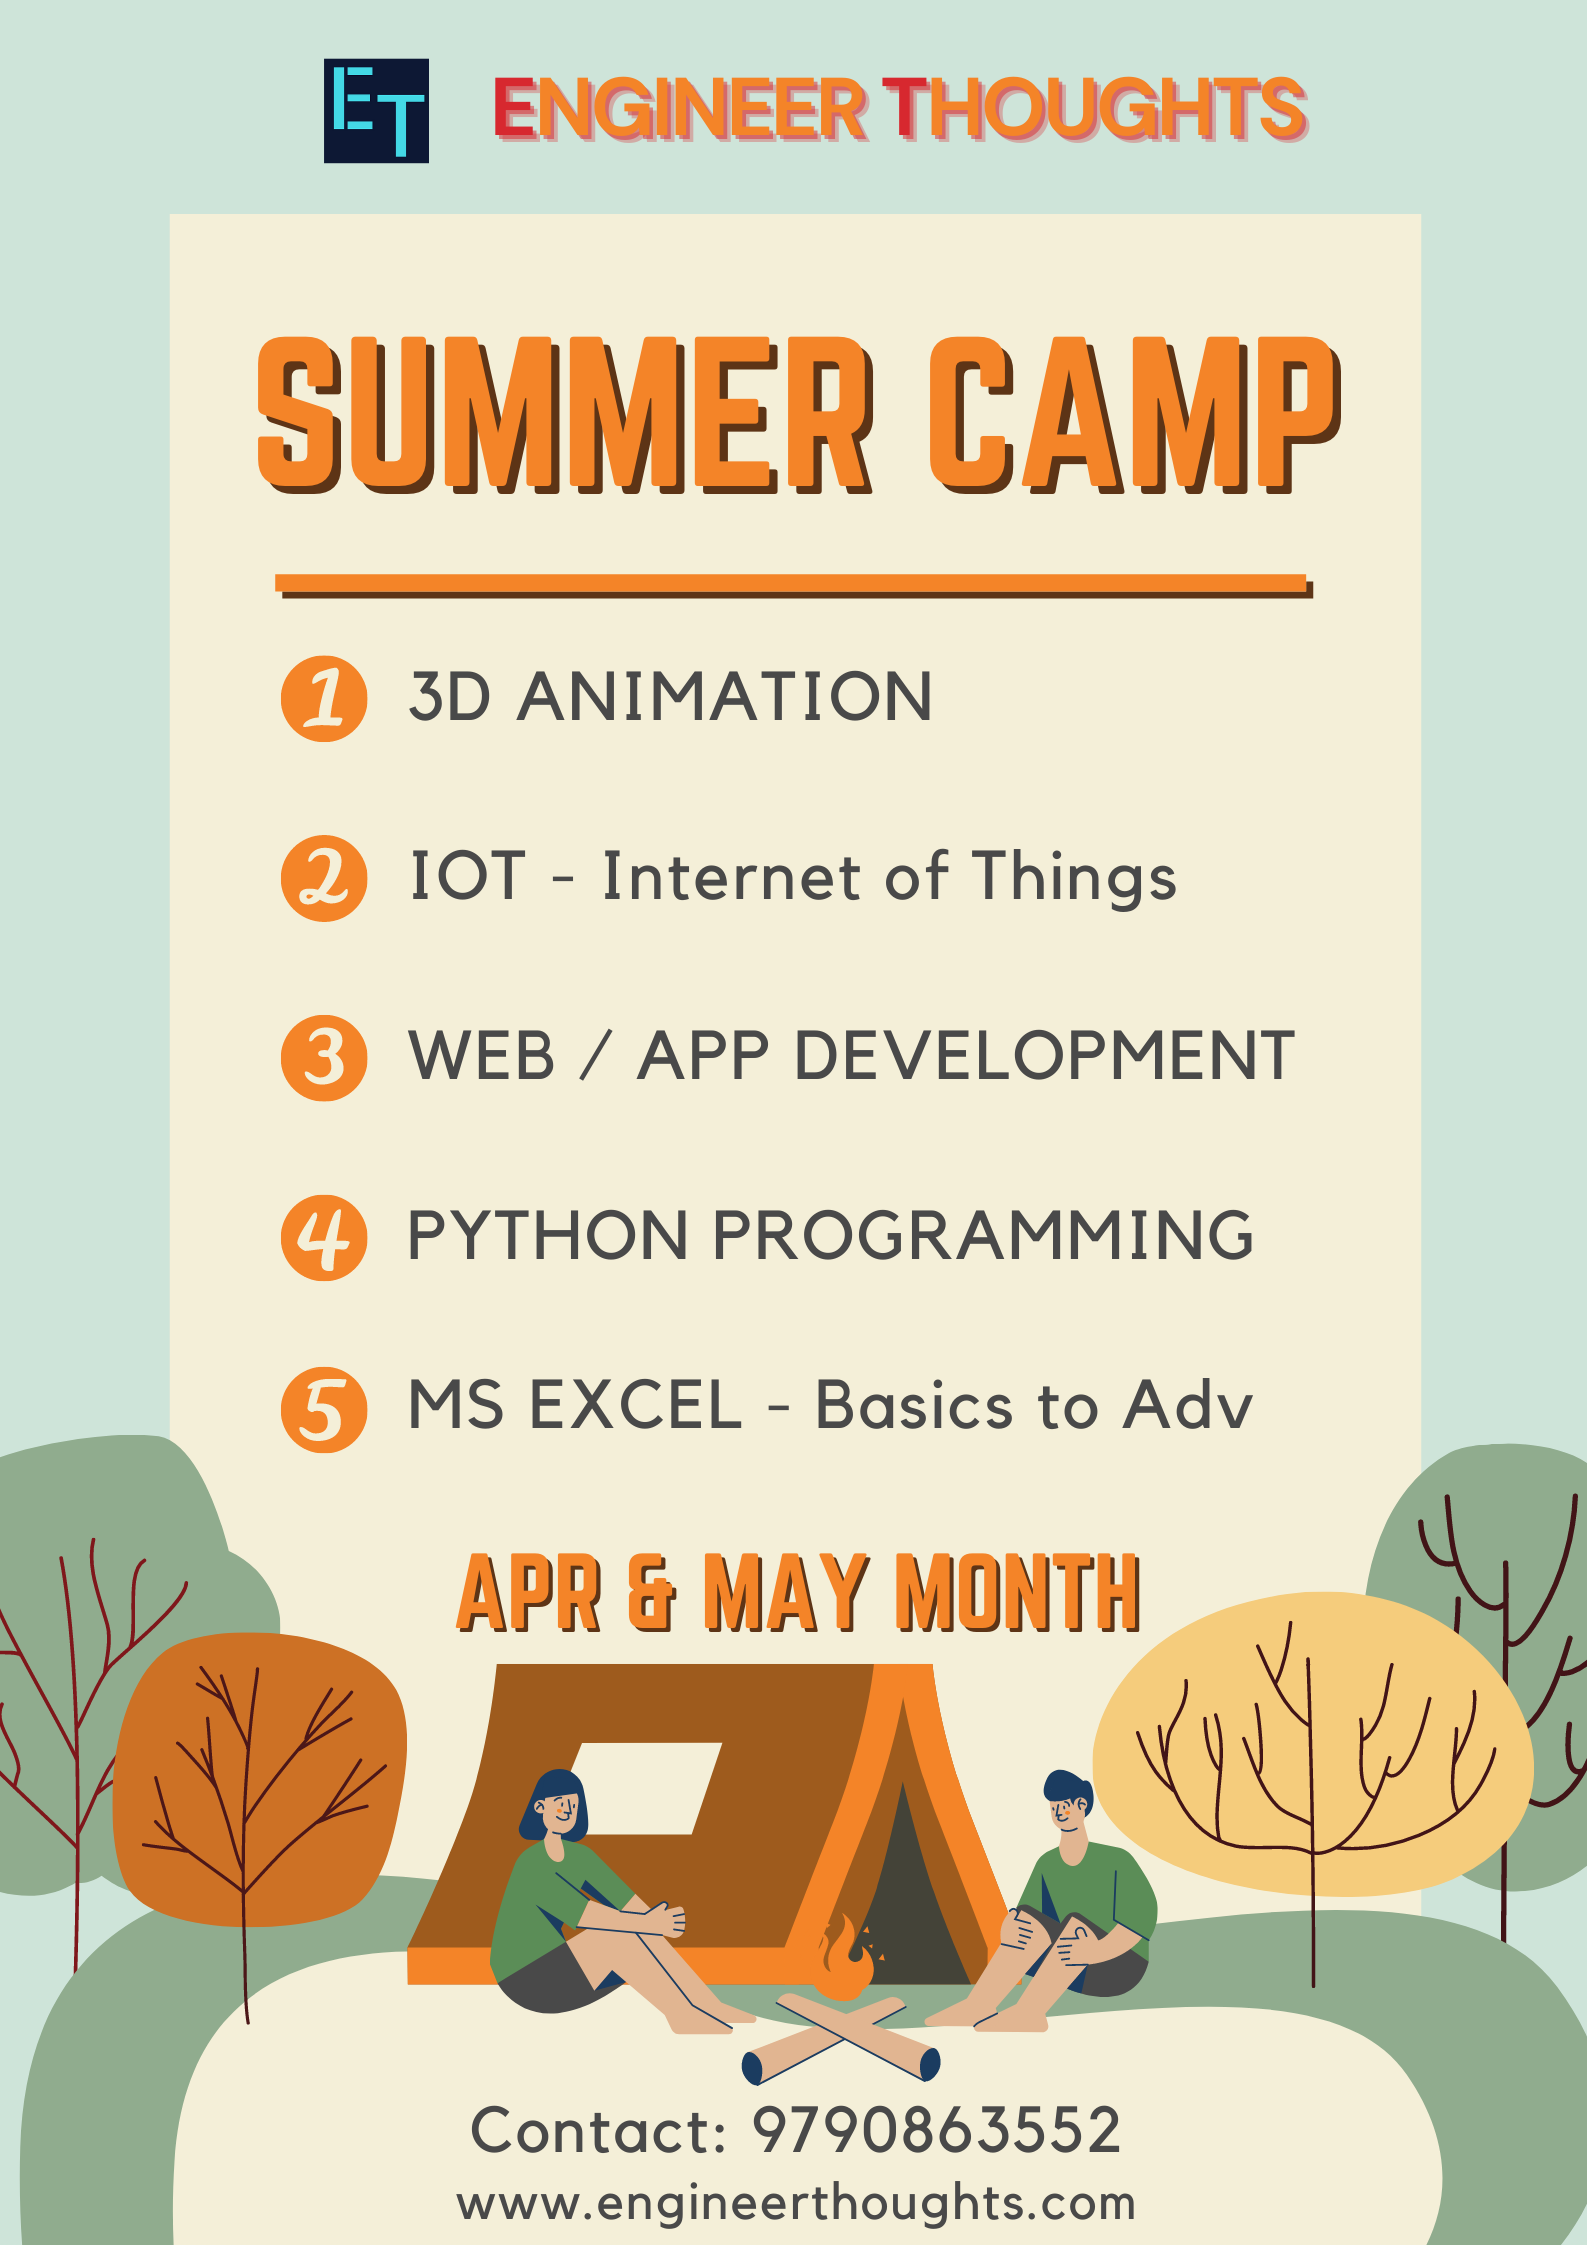 ET
ENGINEER THOUGHTS
SUMMER CAMP
1 3D ANIMATION
2 IOT - Internet of Things
3 WEB / APP DEVELOPMENT
4 PYTHON PROGRAMMING
5 MS EXCEL - Basics to Adv
APR & MAY MONTH
Contact: 9790863552
www.engineerthoughts.com